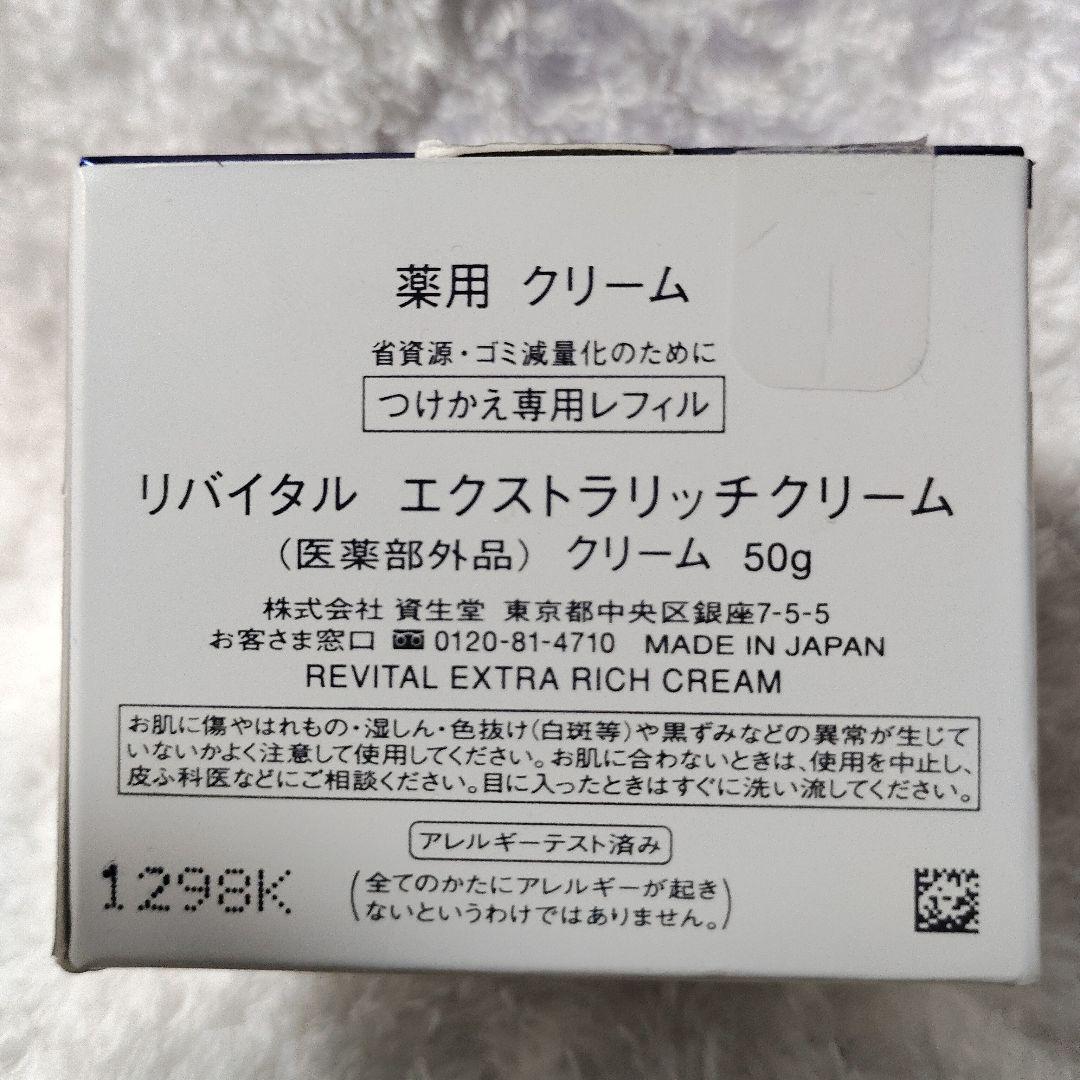 薬用 クリーム
省資源・ゴミ減量化のために
つけかえ専用レフィル
リバイタル エクストラリッチクリーム
（医薬部外品） クリーム 50g
株式会社 資生堂 東京都中央区銀座7-5-5
お客さま窓口 0120-81-4710 MADE IN JAPAN
REVITAL EXTRA RICH CREAM
お肌に傷やはれもの・湿しん・色抜け（白斑等）や黒ずみなどの異常が生じて
いないかよく注意して使用してください。お肌に合わないときは、使用を中止し、
皮ふ科医などにご相談ください。目に入ったときはすぐに洗い流してください。
アレルギーテスト済み
（全てのかたにアレルギーが起き
ないというわけではありません。）
1298K